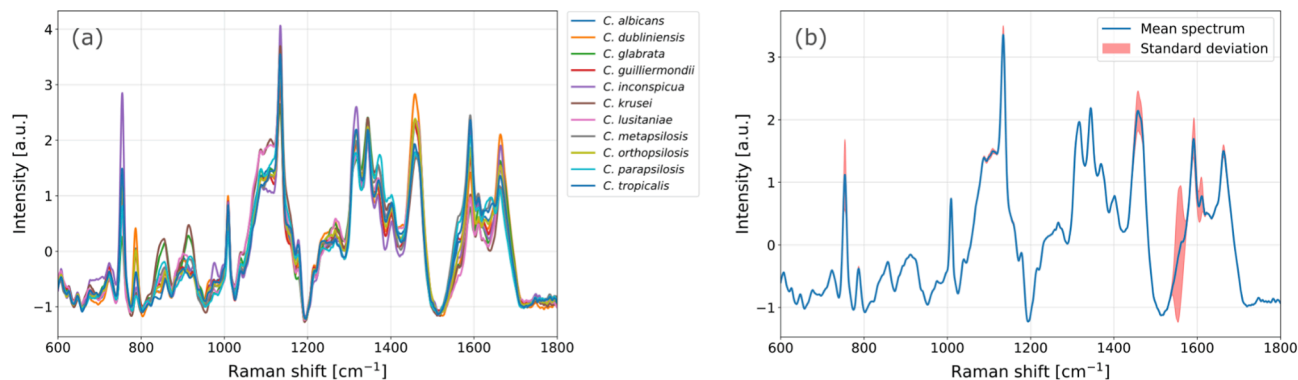 (a)
Intensity [a.u.]
4
3
2
1
0
−1
600 800 1000 1200 1400 1600 1800
Raman shift [cm⁻¹]
C. albicans
C. dubliniensis
C. glabrata
C. guilliermondii
C. inconspicua
C. krusei
C. lusitaniae
C. metapsilosis
C. orthopsilosis
C. parapsilosis
C. tropicalis
(b)
Mean spectrum
Standard deviation
Intensity [a.u.]
3
2
1
0
−1
600 800 1000 1200 1400 1600 1800
Raman shift [cm⁻¹]